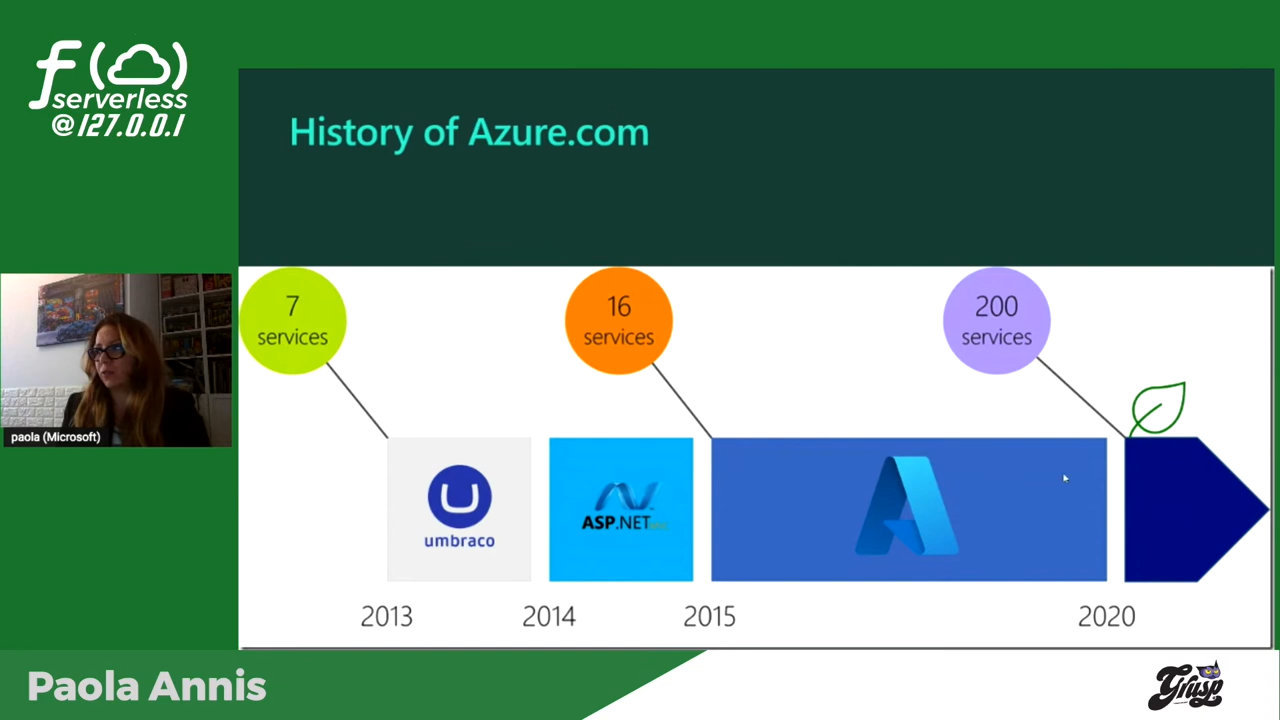 f()
serverless
@127.0.0.1
History of Azure.com
7
services
16
services
200
services
paola (Microsoft)
umbraco
ASP.NET
2013
2014
2015
2020
Paola Annis
Grusp